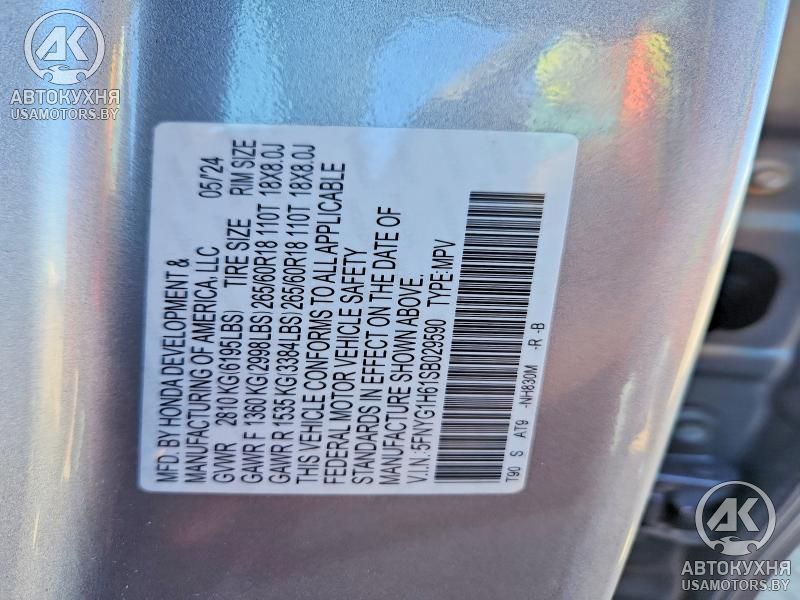 AK
АВТОКУХНЯ
USAMOTORS.BY
MFD. BY HONDA DEVELOPMENT &
MANUFACTURING OF AMERICA, LLC 05/'24
GVWR 2810 KG(6195LBS) TIRE SIZE RIM SIZE
GAWR F 1360 KG(2998LBS) 265/60R18 110T 18X8.0J
GAWR R 1535 KG(3384LBS) 265/60R18 110T 18X8.0J
THIS VEHICLE CONFORMS TO ALL APPLICABLE
FEDERAL MOTOR VEHICLE SAFETY
STANDARDS IN EFFECT ON THE DATE OF
MANUFACTURE SHOWN ABOVE.
V.I.N.:5FNYG1H61SB028590 TYPE:MPV
T90 S AT9 -NH830M -R -B
AK
АВТОКУХНЯ
USAMOTORS.BY